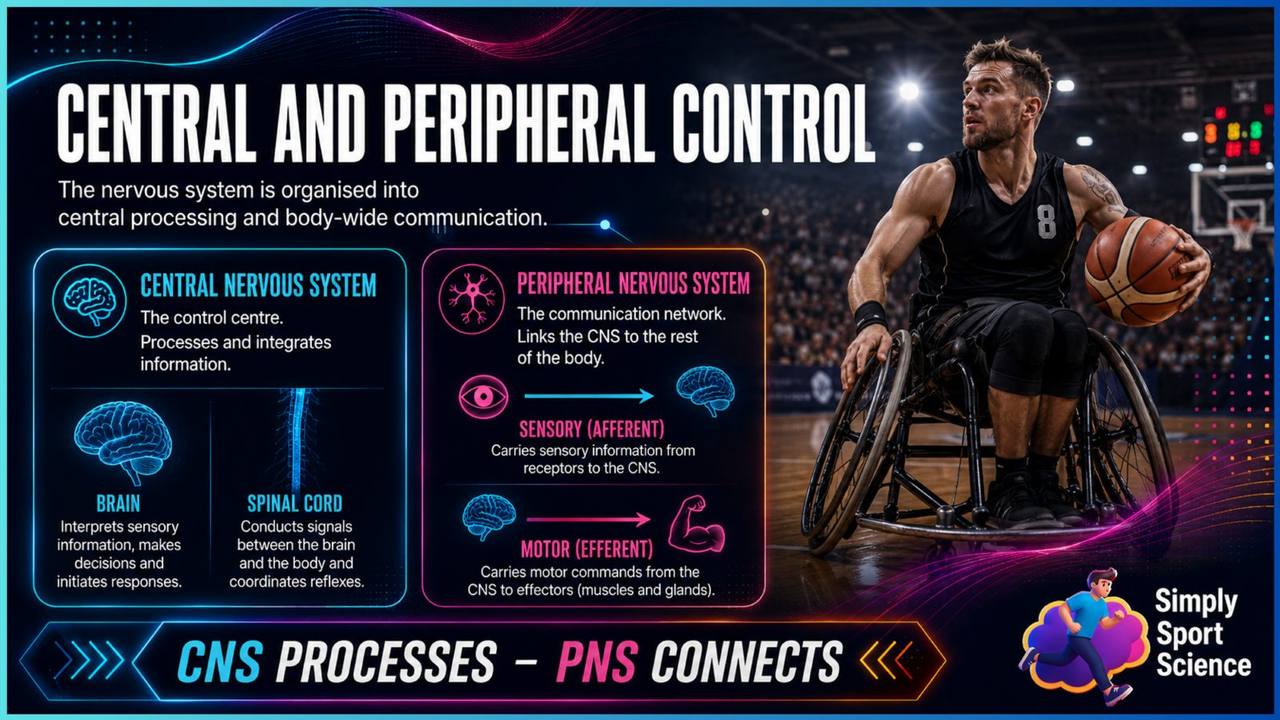 CENTRAL AND PERIPHERAL CONTROL
The nervous system is organised into
central processing and body-wide communication.
CENTRAL NERVOUS SYSTEM
The control centre.
Processes and integrates
information.
BRAIN
Interprets sensory
information, makes
decisions and
initiates responses.
SPINAL CORD
Conducts signals
between the brain
and the body and
coordinates reflexes.
PERIPHERAL NERVOUS SYSTEM
The communication network.
Links the CNS to the rest
of the body.
SENSORY (AFFERENT)
Carries sensory information from
receptors to the CNS.
MOTOR (EFFERENT)
Carries motor commands from the
CNS to effectors (muscles and glands).
8
CNS PROCESSES – PNS CONNECTS
Simply
Sport
Science